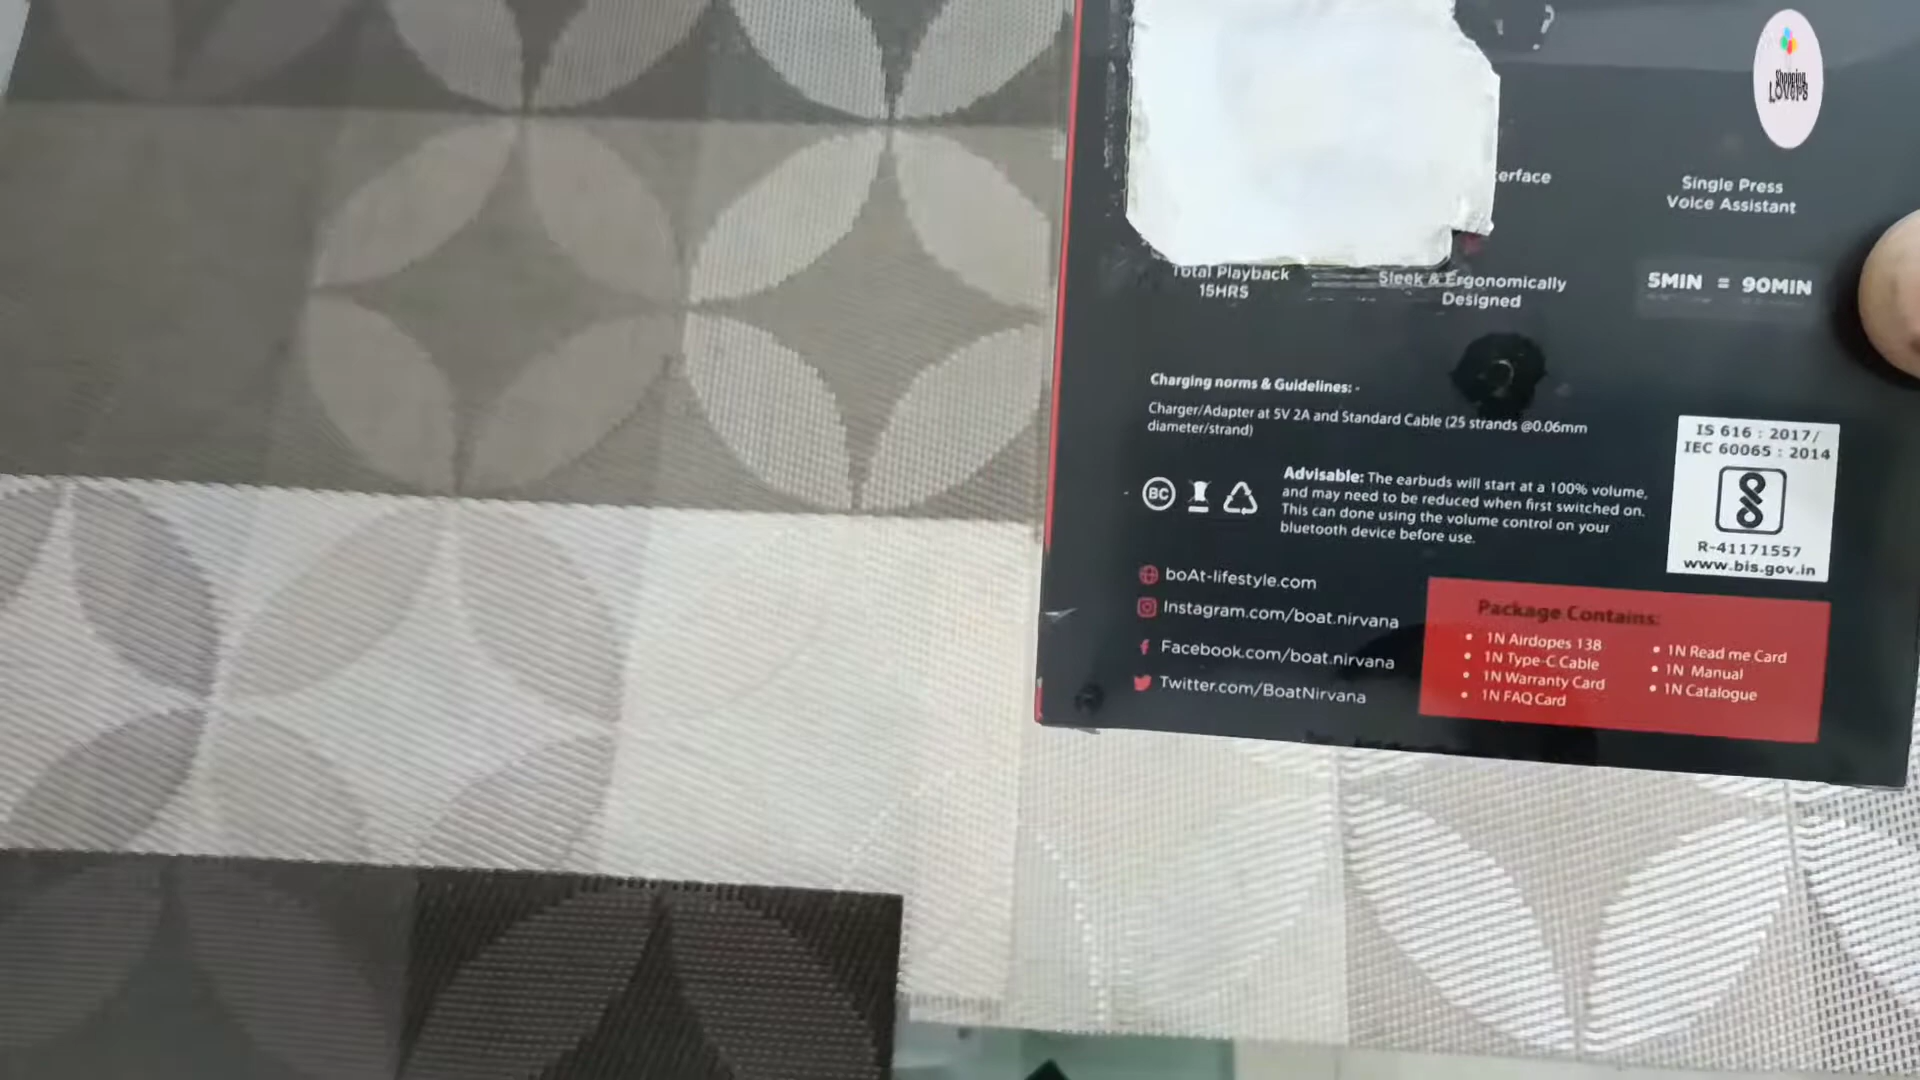 Shopping
LOVERS
erface
Single Press
Voice Assistant
Total Playback
15HRS
Sleek & Ergonomically
Designed
5MIN = 90MIN
Charging norms & Guidelines: -
Charger/Adapter at 5V 2A and Standard Cable (25 strands @0.06mm
diameter/strand)
BC
Advisable: The earbuds will start at a 100% volume,
and may need to be reduced when first switched on.
This can done using the volume control on your
bluetooth device before use.
IS 616 : 2017/
IEC 60065 : 2014
R-41171557
www.bis.gov.in
boAt-lifestyle.com
Instagram.com/boat.nirvana
Facebook.com/boat.nirvana
Twitter.com/BoatNirvana
Package Contains:
• 1N Airdopes 138
• 1N Type-C Cable
• 1N Warranty Card
• 1N FAQ Card
• 1N Read me Card
• 1N Manual
• 1N Catalogue